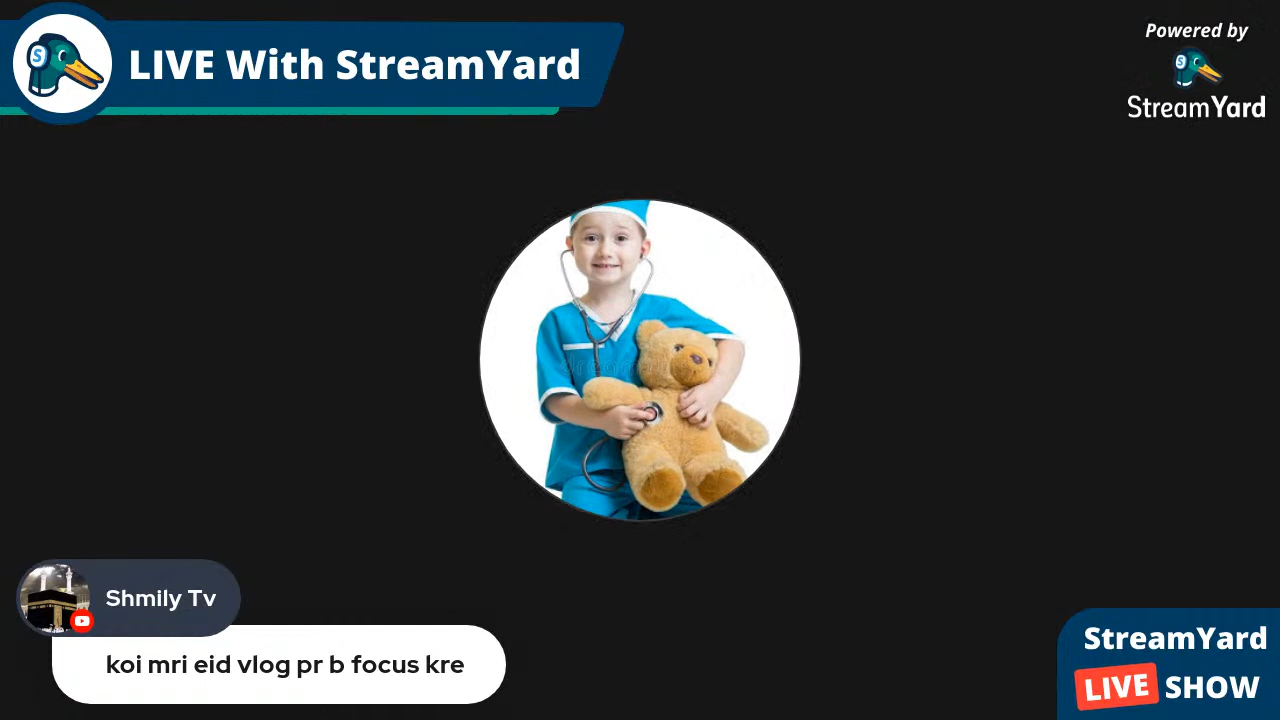 LIVE With StreamYard
Powered by
StreamYard
Shmily Tv
koi mri eid vlog pr b focus kre
StreamYard
LIVE SHOW